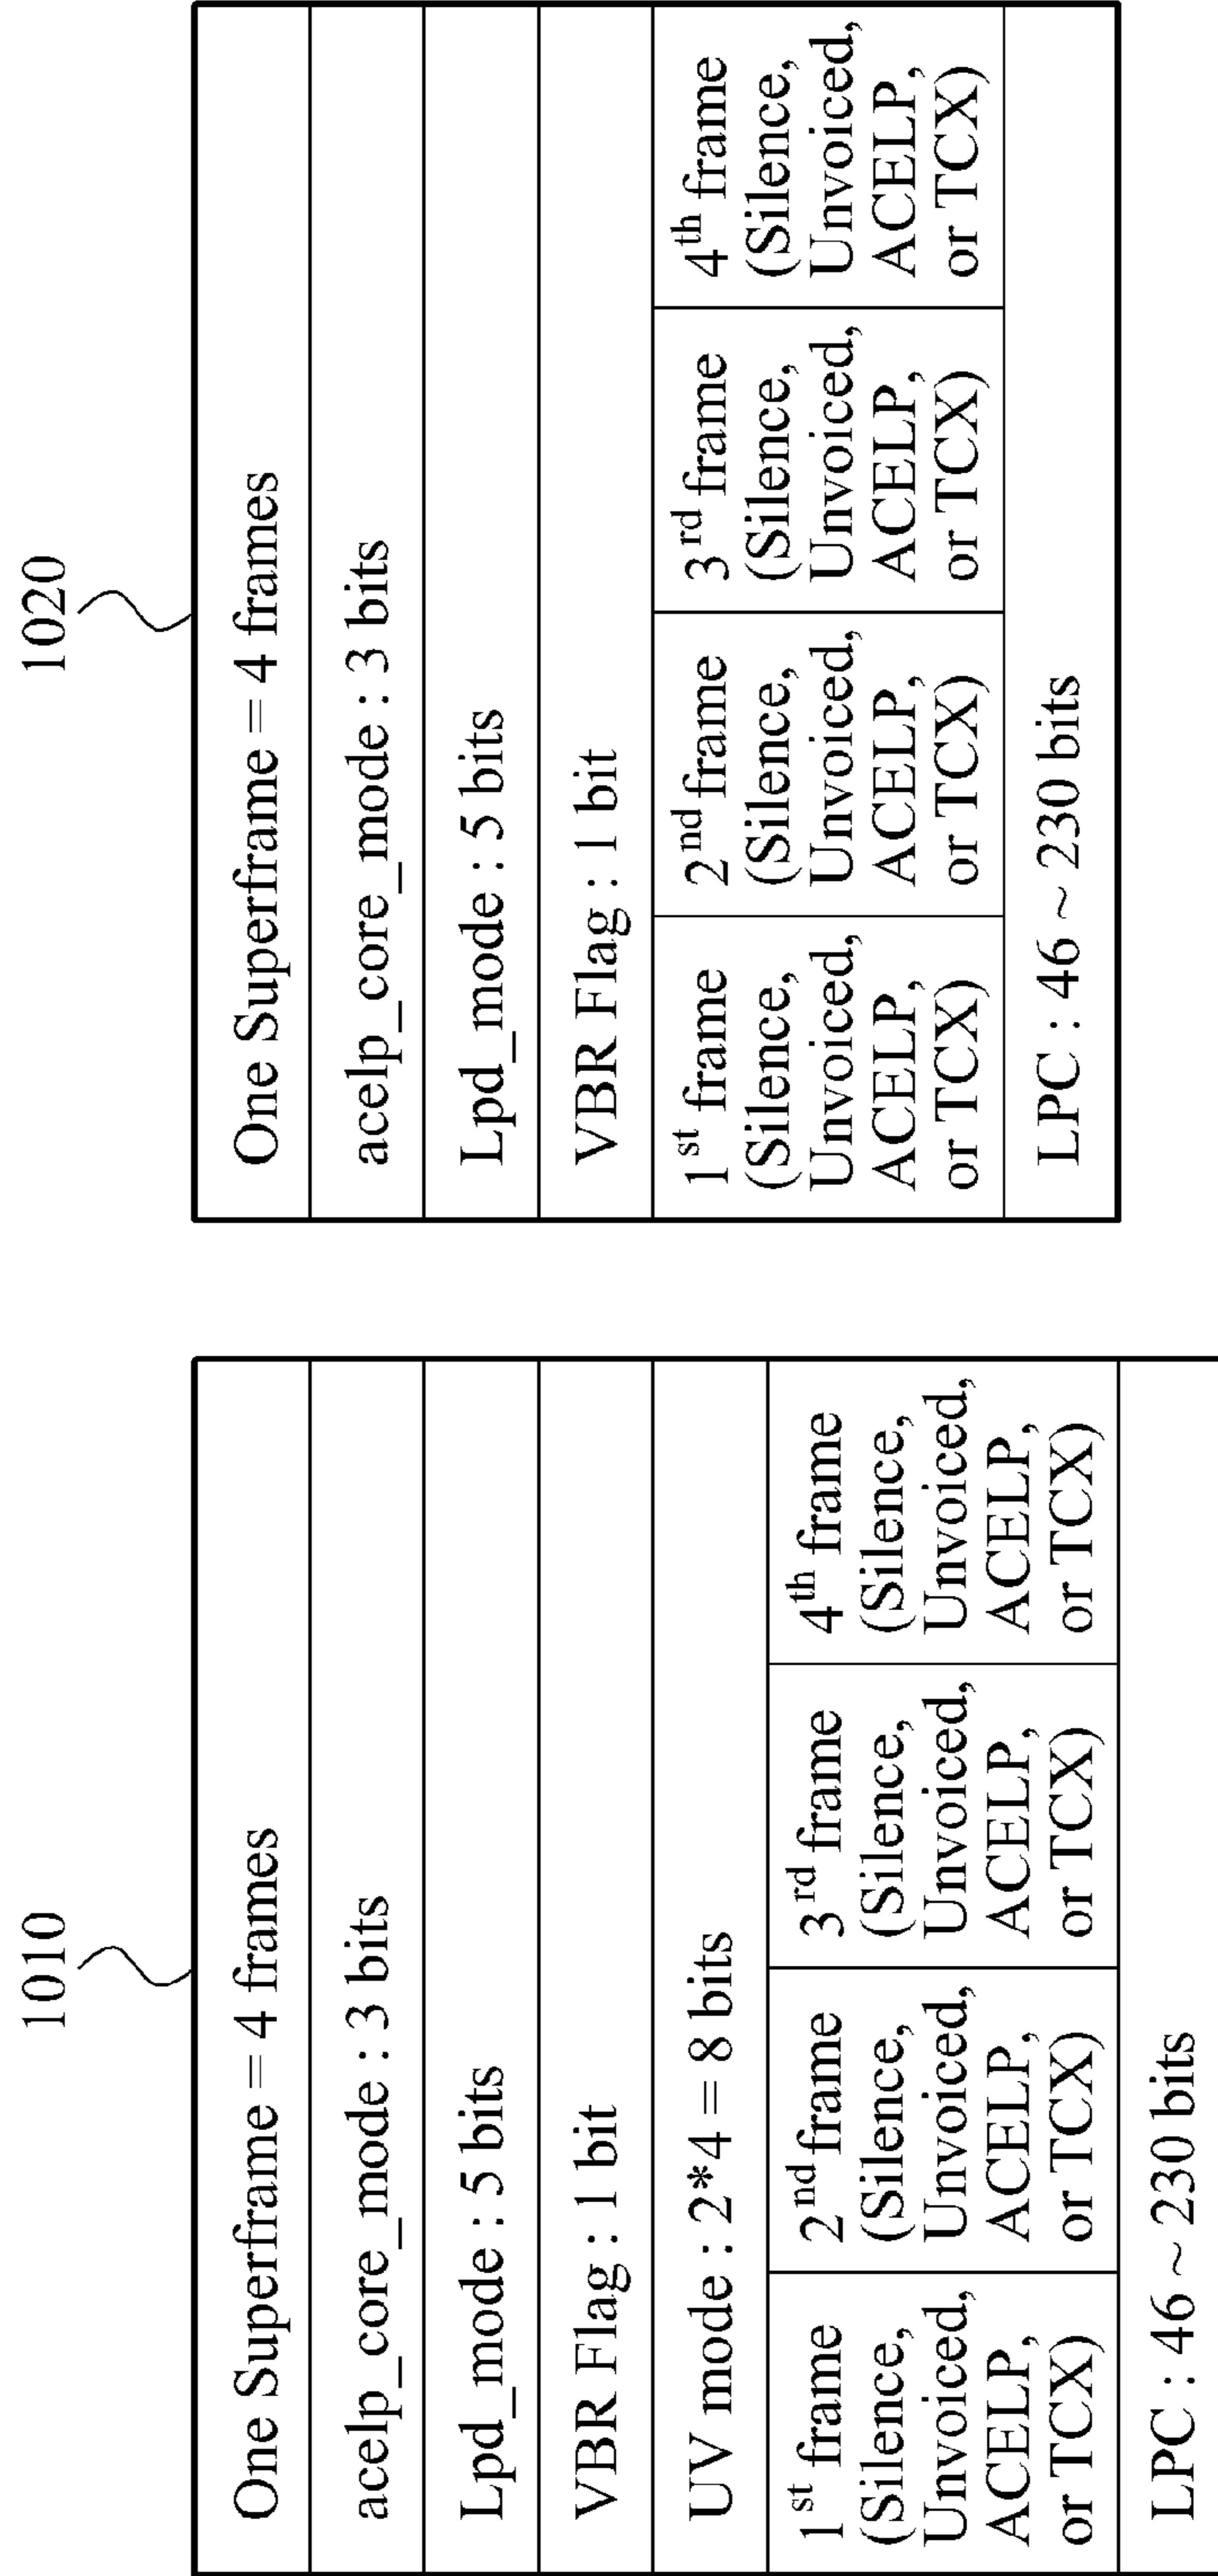 1010
One Superframe = 4 frames
acelp_core_mode : 3 bits
Lpd_mode : 5 bits
VBR Flag : 1 bit
UV mode : 2*4 = 8 bits
1st frame
(Silence,
Unvoiced,
ACELP,
or TCX)
2nd frame
(Silence,
Unvoiced,
ACELP,
or TCX)
3rd frame
(Silence,
Unvoiced,
ACELP,
or TCX)
4th frame
(Silence,
Unvoiced,
ACELP,
or TCX)
LPC : 46 ~ 230 bits
1020
One Superframe = 4 frames
acelp_core_mode : 3 bits
Lpd_mode : 5 bits
VBR Flag : 1 bit
1st frame
(Silence,
Unvoiced,
ACELP,
or TCX)
2nd frame
(Silence,
Unvoiced,
ACELP,
or TCX)
3rd frame
(Silence,
Unvoiced,
ACELP,
or TCX)
4th frame
(Silence,
Unvoiced,
ACELP,
or TCX)
LPC : 46 ~ 230 bits